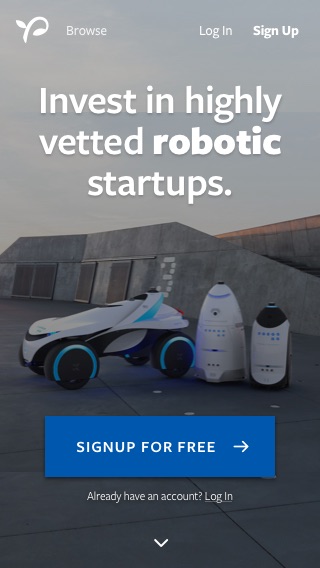 Browse
Log In
Sign Up
Invest in highly
vetted robotic
startups.
SIGNUP FOR FREE
Already have an account? Log In